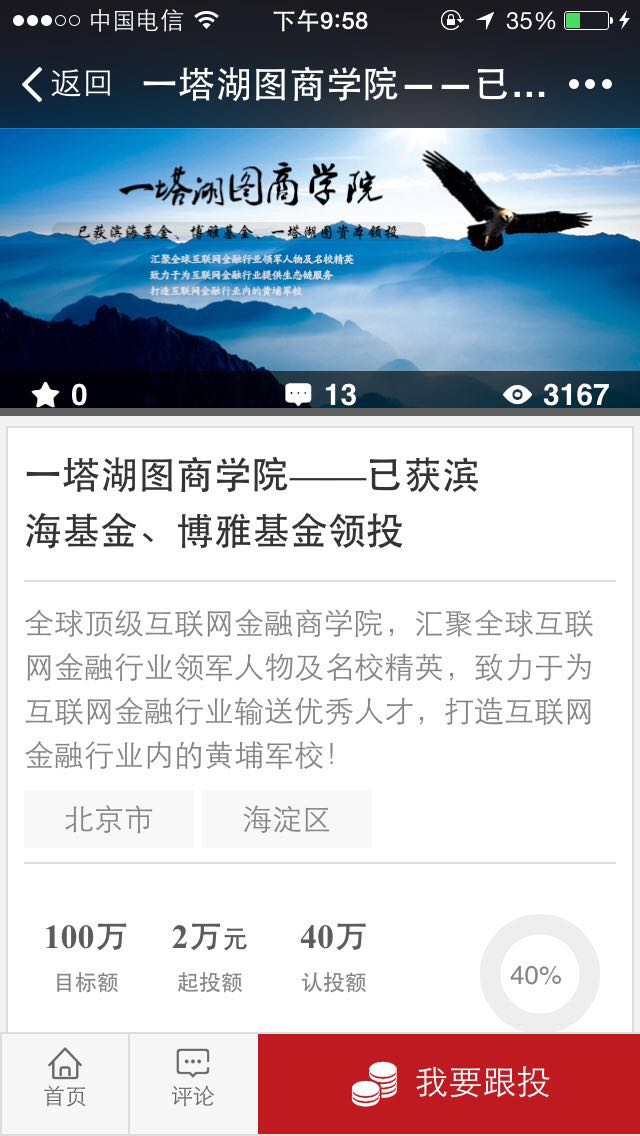 中国电信 下午9:58 35%
返回 一塔湖图商学院——已...
一塔湖图商学院
已获滨海基金、博雅基金、一塔湖图资本领投
汇聚全球互联网金融行业领军人物及名校精英
致力于为互联网金融行业提供生态链服务
打造互联网金融行业内的黄埔军校
0 13 3167
一塔湖图商学院——已获滨
海基金、博雅基金领投
全球顶级互联网金融商学院，汇聚全球互联
网金融行业领军人物及名校精英，致力于为
互联网金融行业输送优秀人才，打造互联网
金融行业内的黄埔军校！
北京市 海淀区
100万 2万元 40万
目标额 起投额 认投额
40%
首页 评论 我要跟投